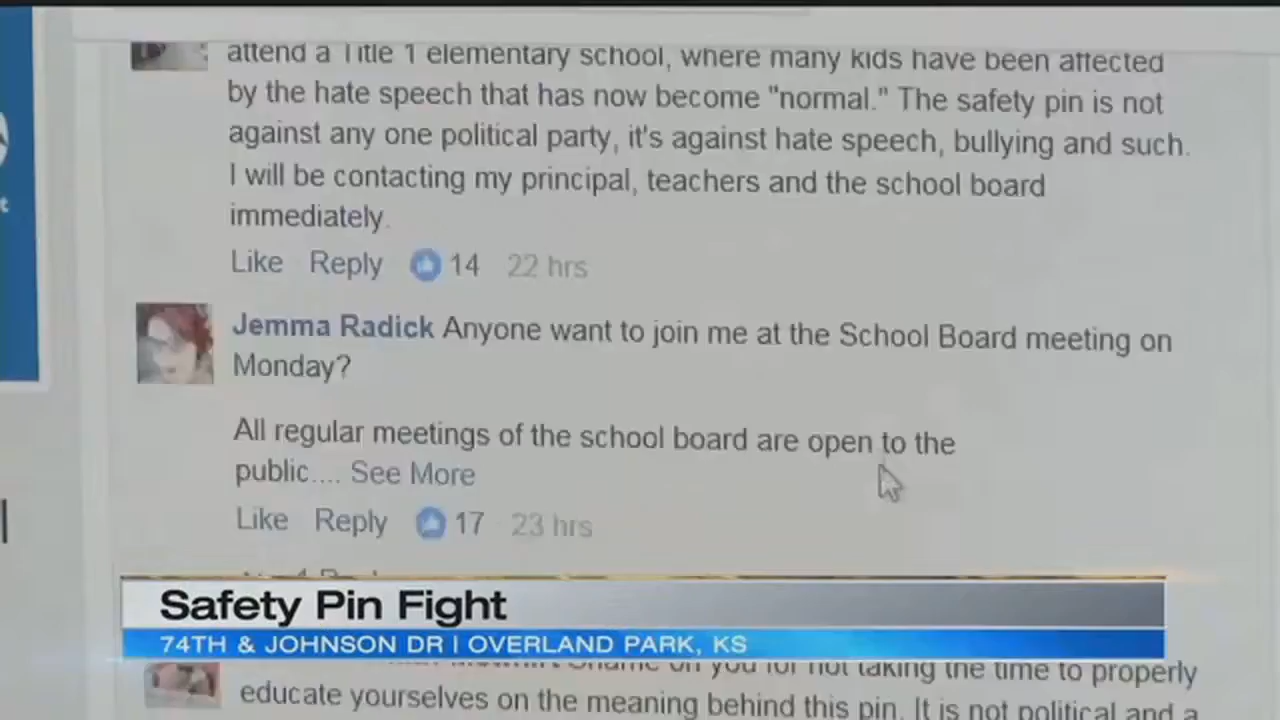 attend a Title 1 elementary school, where many kids have been affected
by the hate speech that has now become "normal." The safety pin is not
against any one political party, it's against hate speech, bullying and such.
I will be contacting my principal, teachers and the school board
immediately.
Like Reply 14 22 hrs
Jemma Radick Anyone want to join me at the School Board meeting on
Monday?
All regular meetings of the school board are open to the
public.... See More
Like Reply 17 23 hrs
Safety Pin Fight
74TH & JOHNSON DR | OVERLAND PARK, KS
Shame on you for not taking the time to properly
educate yourselves on the meaning behind this pin. It is not political and a